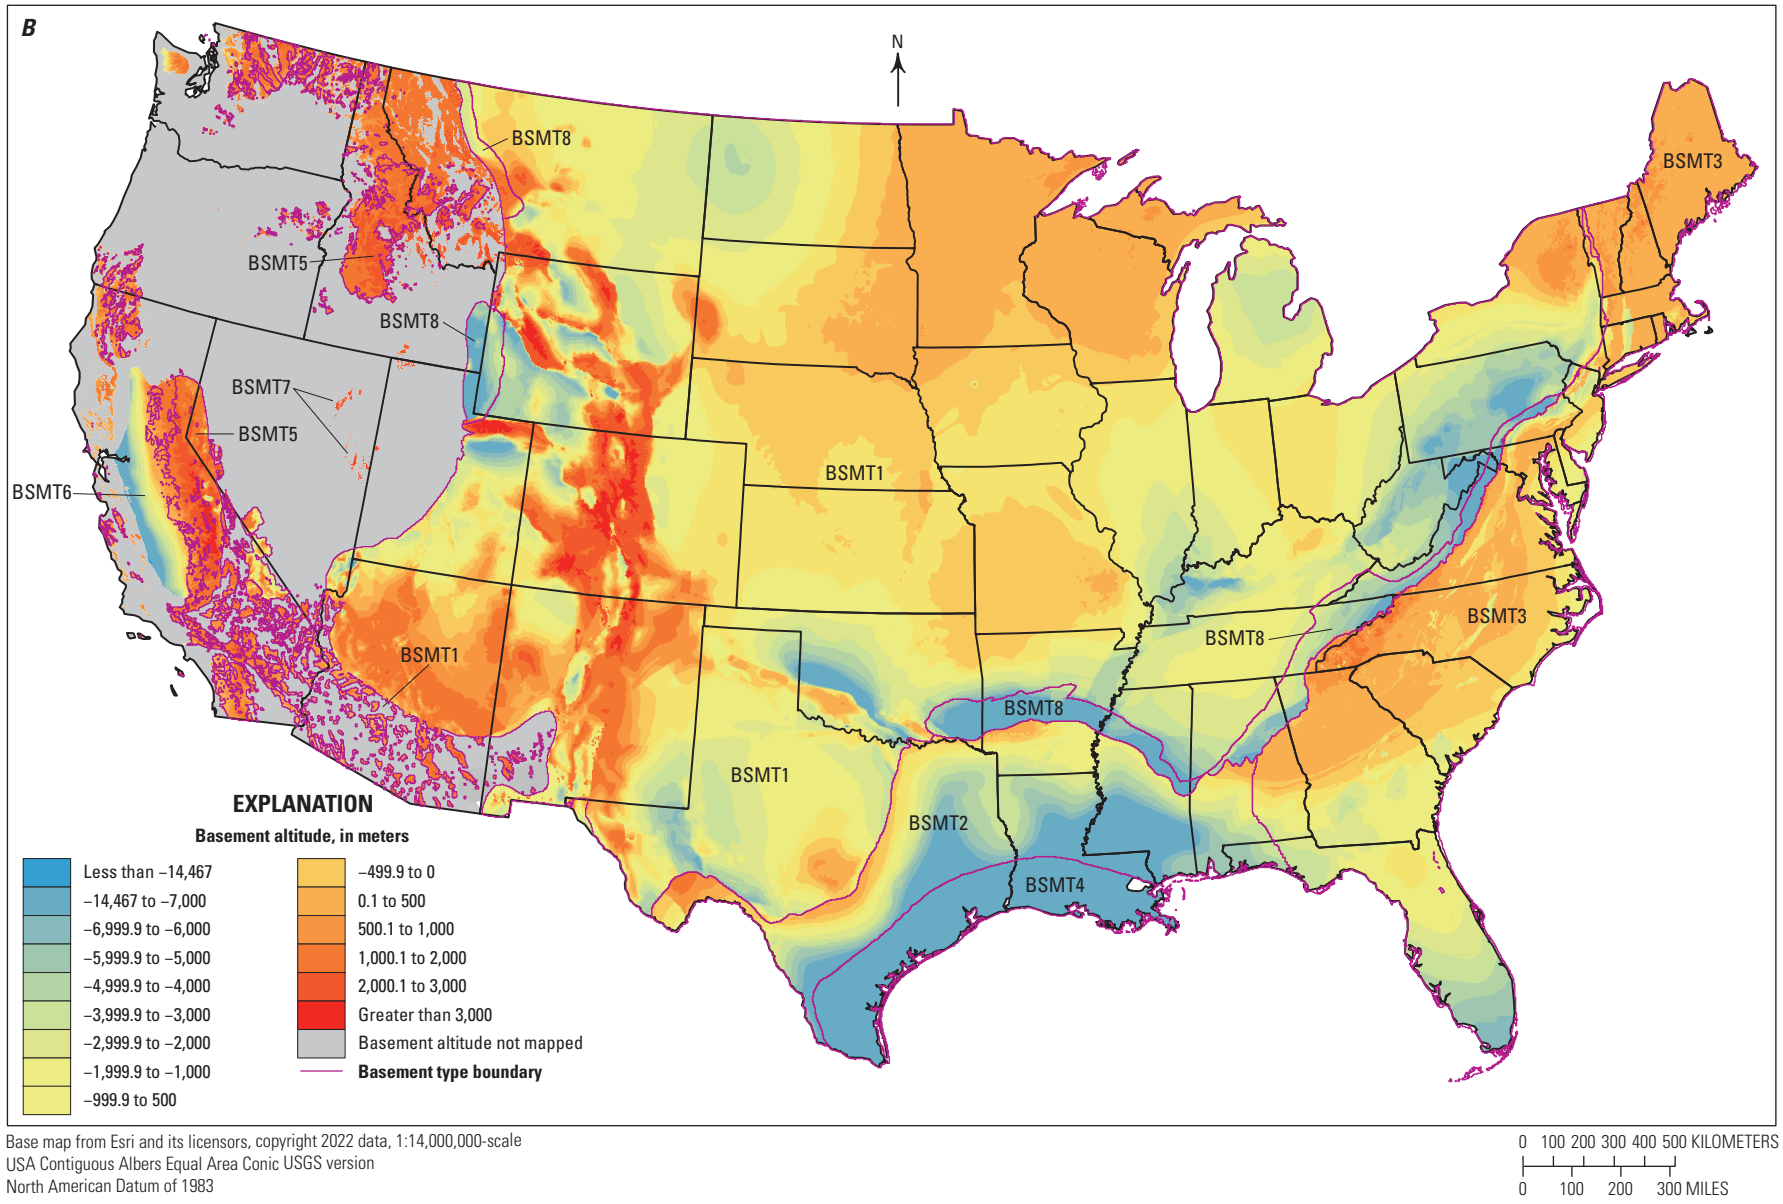 B
N
BSMT8
BSMT3
BSMT5
BSMT8
BSMT7
BSMT5
BSMT1
BSMT6
BSMT3
BSMT8
BSMT1
BSMT8
BSMT1
BSMT2
BSMT4
EXPLANATION
Basement altitude, in meters
Less than −14,467
−14,467 to −7,000
−6,999.9 to −6,000
−5,999.9 to −5,000
−4,999.9 to −4,000
−3,999.9 to −3,000
−2,999.9 to −2,000
−1,999.9 to −1,000
−999.9 to 500
−499.9 to 0
0.1 to 500
500.1 to 1,000
1,000.1 to 2,000
2,000.1 to 3,000
Greater than 3,000
Basement altitude not mapped
Basement type boundary
Base map from Esri and its licensors, copyright 2022 data, 1:14,000,000-scale
USA Contiguous Albers Equal Area Conic USGS version
North American Datum of 1983
0 100 200 300 400 500 KILOMETERS
0 100 200 300 MILES